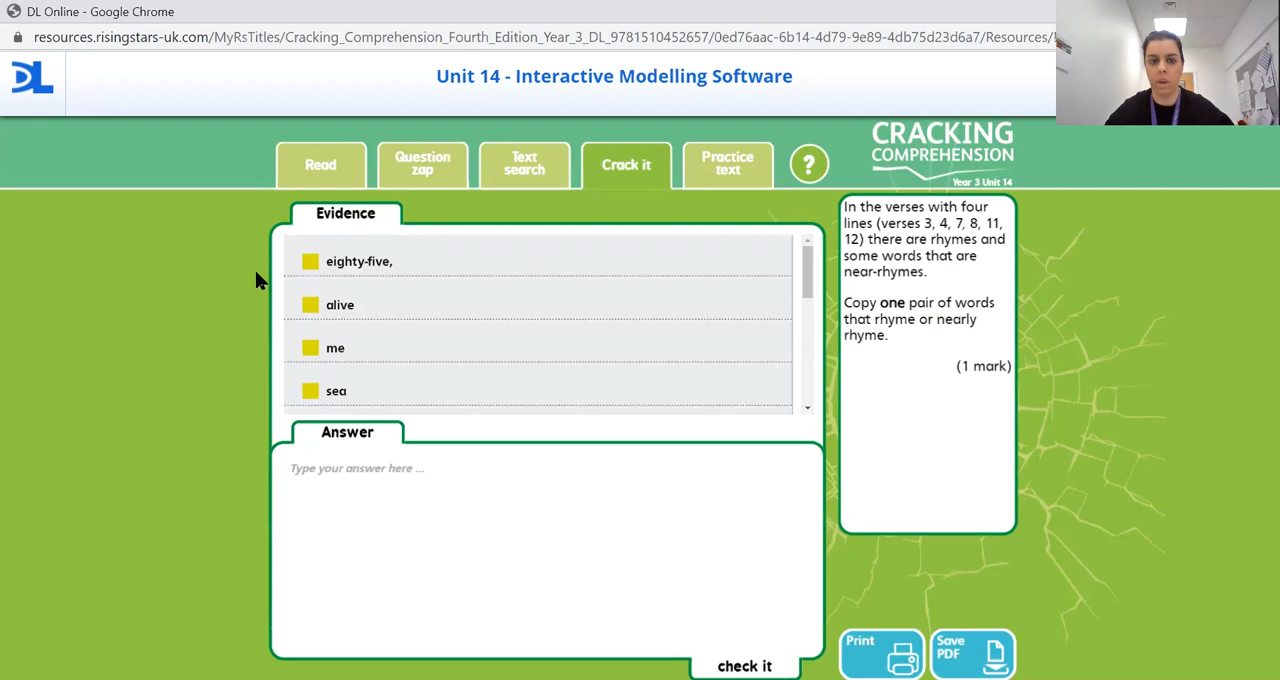 DL Online - Google Chrome
resources.risingstars-uk.com/MyRsTitles/Cracking_Comprehension_Fourth_Edition_Year_3_DL_9781510452657/0ed76aac-6b14-4d79-9e89-4db75d23d6a7/Resources/
DL
Unit 14 - Interactive Modelling Software
Read
Question
zap
Text
search
Crack it
Practice
text
?
CRACKING
COMPREHENSION
Year 3 Unit 14
Evidence
eighty-five,
alive
me
sea
Answer
Type your answer here ...
check it
In the verses with four
lines (verses 3, 4, 7, 8, 11,
12) there are rhymes and
some words that are
near-rhymes.
Copy one pair of words
that rhyme or nearly
rhyme.
(1 mark)
Print
Save
PDF